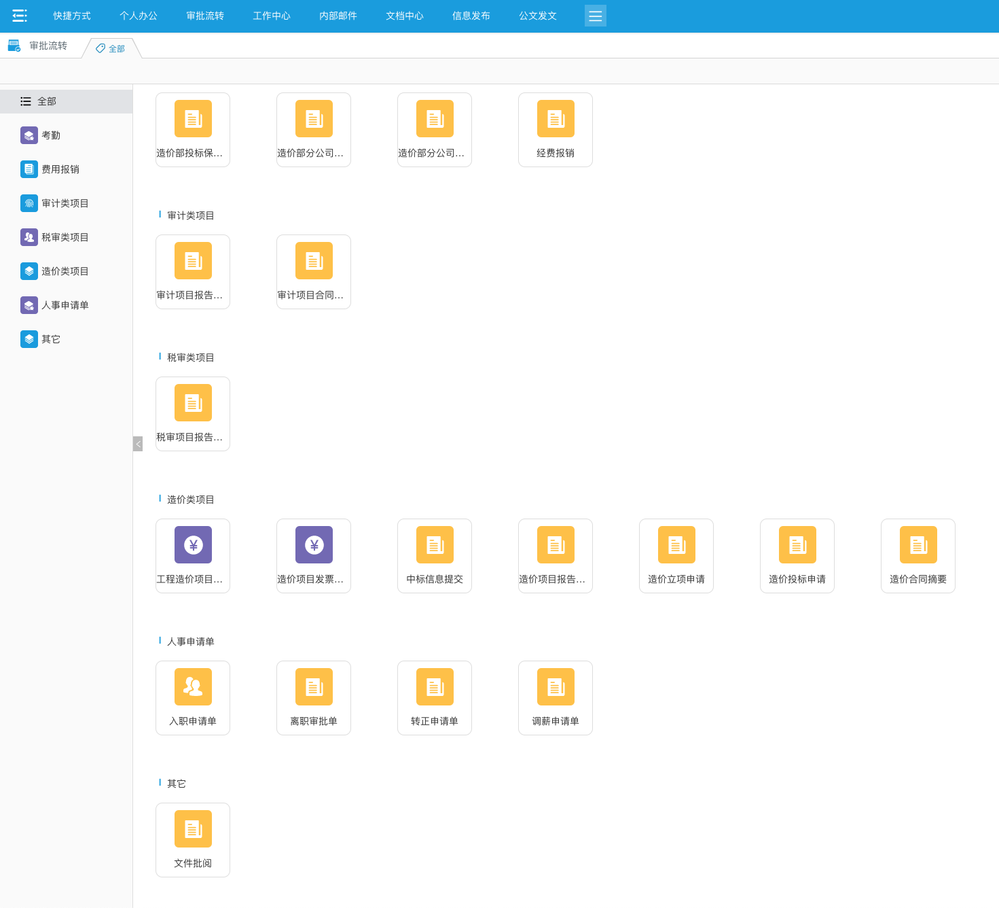 快捷方式 个人办公 审批流转 工作中心 内部邮件 文档中心 信息发布 公文发文
审批流转 全部
全部
考勤
费用报销
审计类项目
税审类项目
造价类项目
人事申请单
其它
造价部投标保... 造价部分公司... 造价部分公司... 经费报销
审计类项目
审计项目报告... 审计项目合同...
税审类项目
税审项目报告...
造价类项目
工程造价项目... 造价项目发票... 中标信息提交 造价项目报告... 造价立项申请 造价投标申请 造价合同摘要
人事申请单
入职申请单 离职审批单 转正申请单 调薪申请单
其它
文件批阅